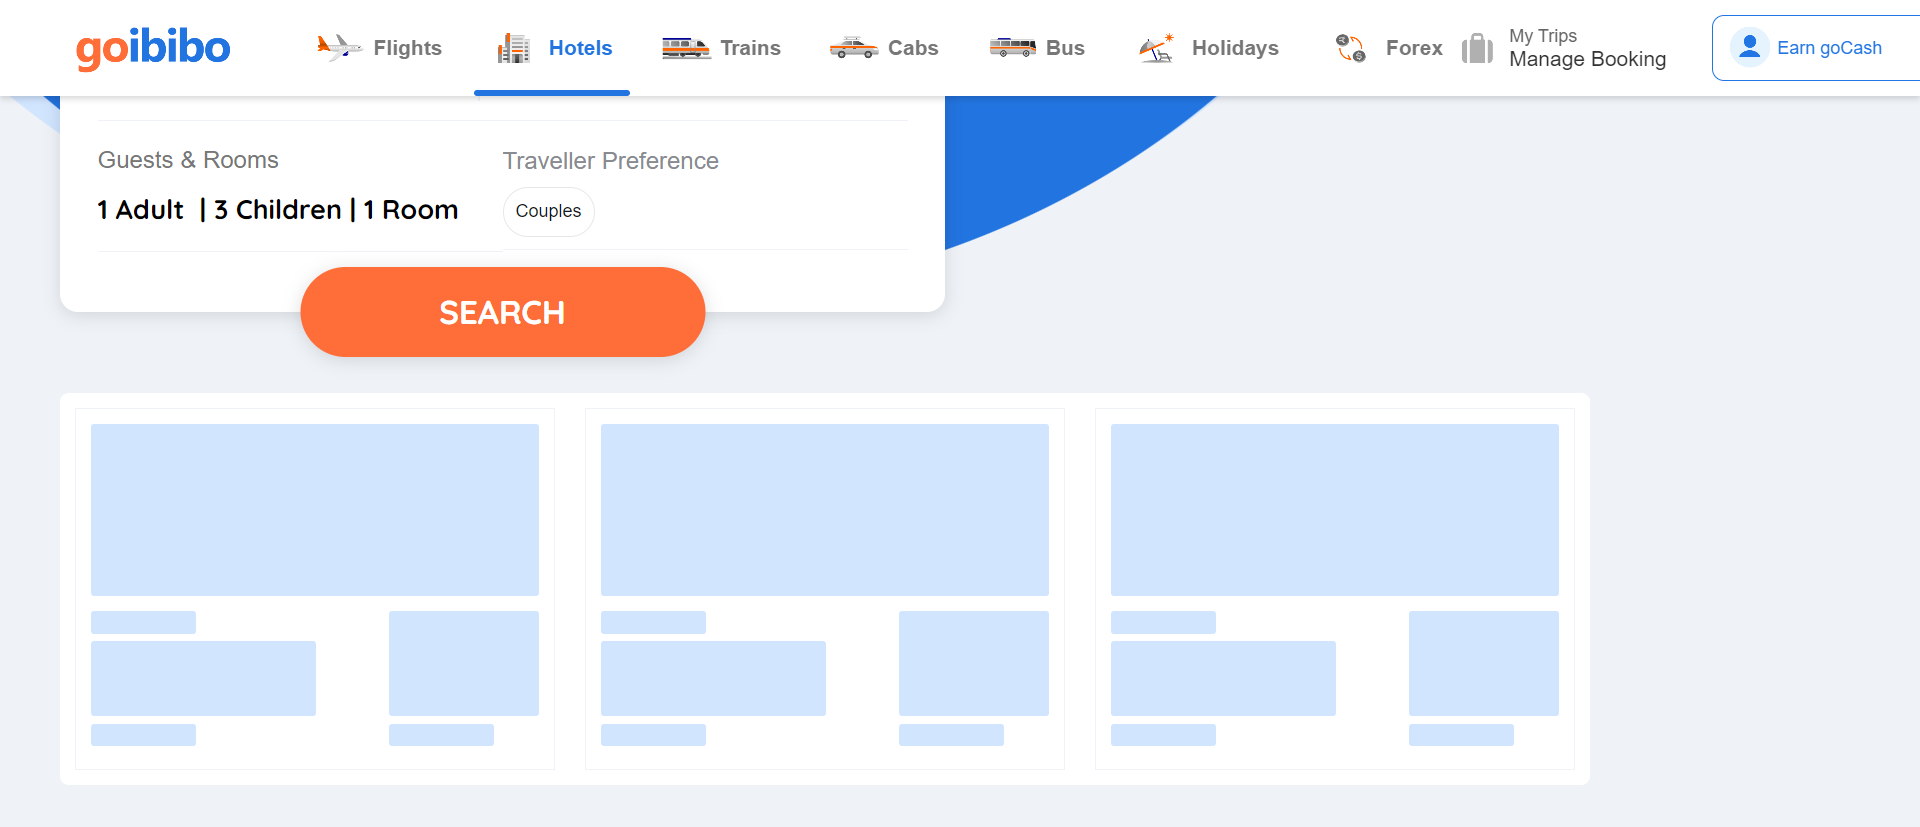 goibibo
Flights
Hotels
Trains
Cabs
Bus
Holidays
Forex
My Trips
Manage Booking
Earn goCash
Guests & Rooms
1 Adult | 3 Children | 1 Room
Traveller Preference
Couples
SEARCH